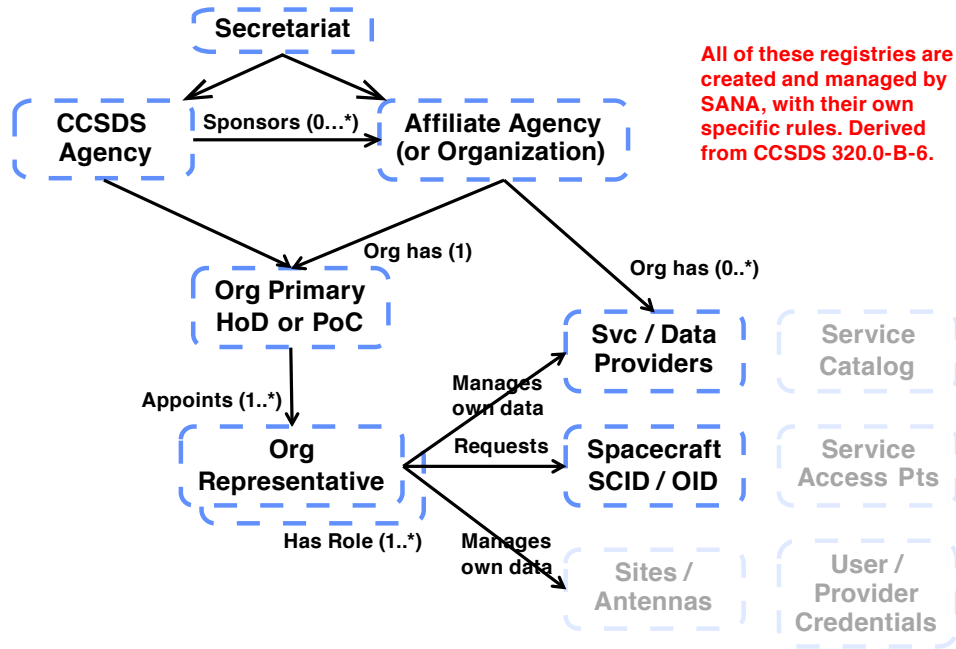 Secretariat
All of these registries are
created and managed by
SANA, with their own
specific rules. Derived
from CCSDS 320.0-B-6.
CCSDS
Agency
Sponsors (0...*)
Affiliate Agency
(or Organization)
Org has (1)
Org has (0..*)
Org Primary
HoD or PoC
Svc / Data
Providers
Service
Catalog
Appoints (1..*)
Manages
own data
Org
Representative
Requests
Spacecraft
SCID / OID
Service
Access Pts
Has Role (1..*)
Manages
own data
Sites /
Antennas
User /
Provider
Credentials